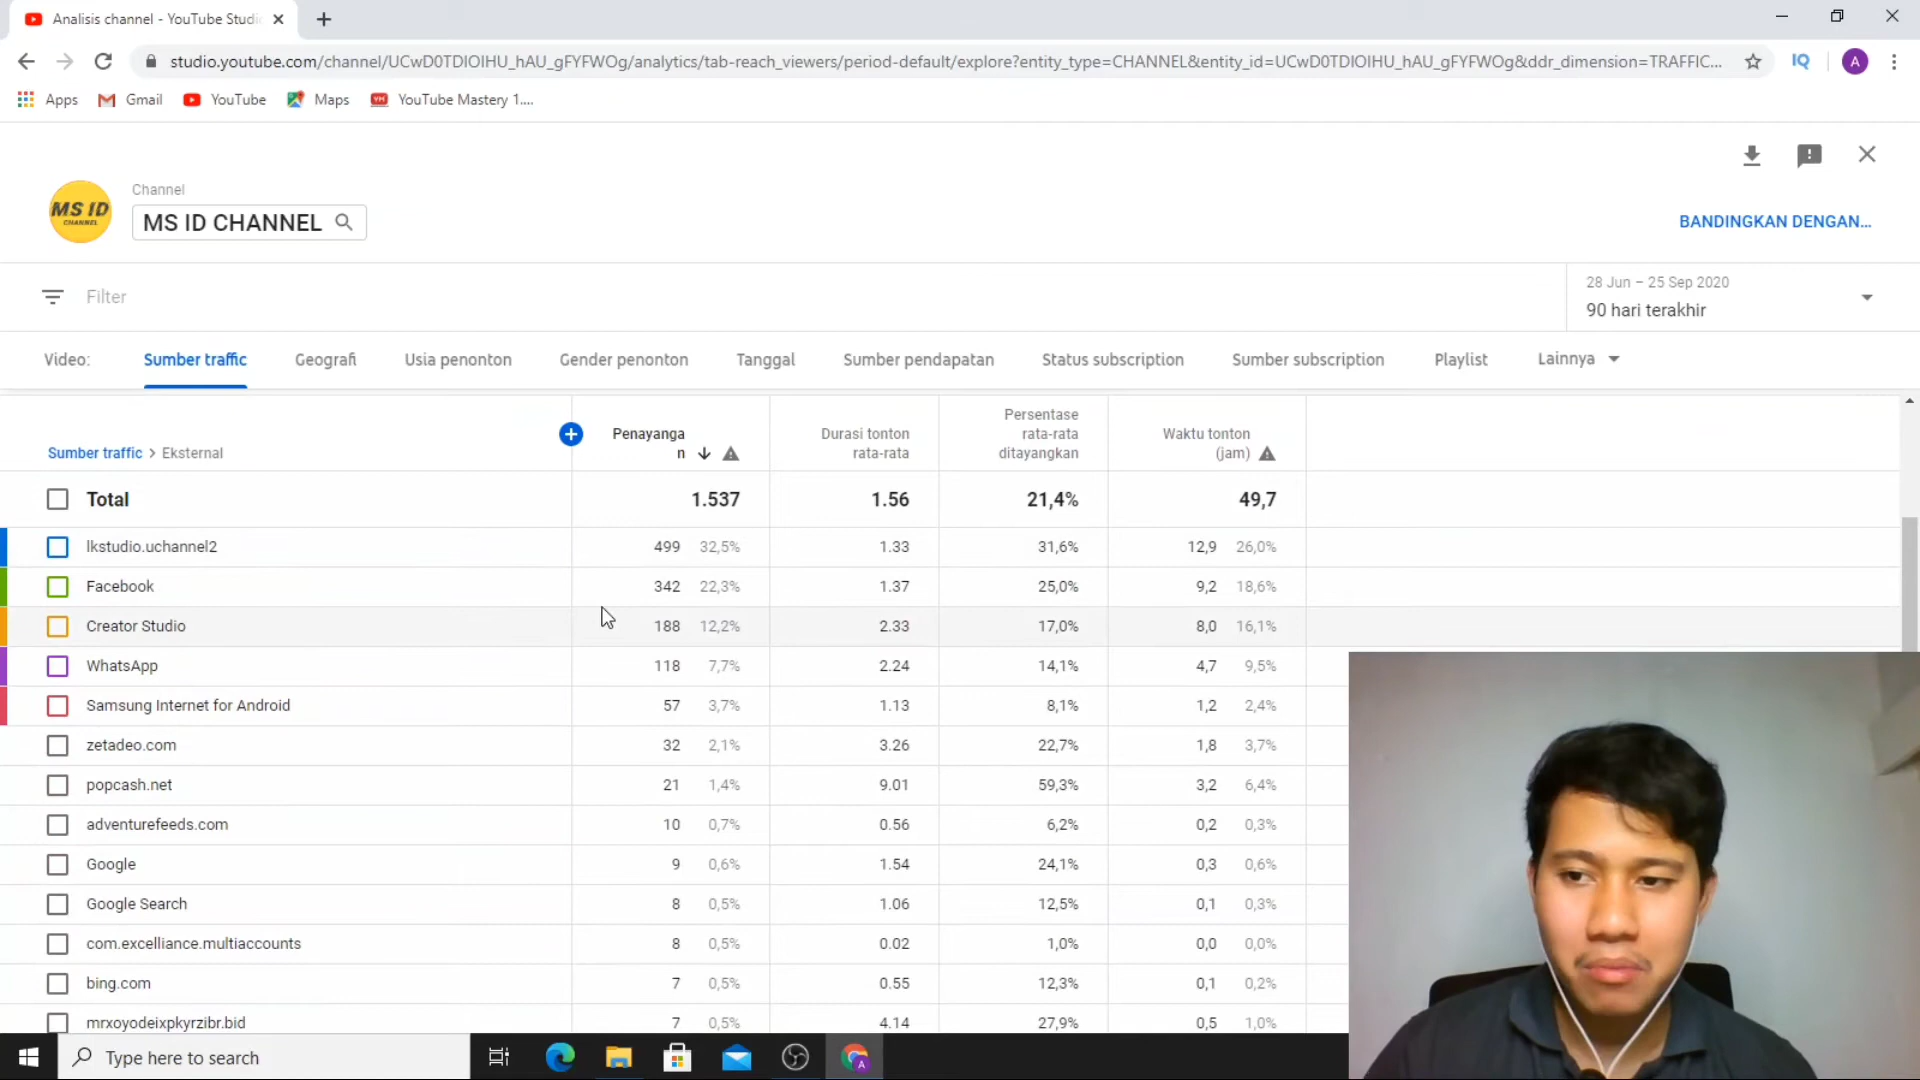 Analisis channel - YouTube Studi
studio.youtube.com/channel/UCwD0TDIOIHU_hAU_gFYFWOg/analytics/tab-reach_viewers/period-default/explore?entity_type=CHANNEL&entity_id=UCwD0TDIOIHU_hAU_gFYFWOg&ddr_dimension=TRAFFIC...
IQ
A
Apps
Gmail
YouTube
Maps
YouTube Mastery 1....
MS ID
CHANNEL
Channel
MS ID CHANNEL
BANDINGKAN DENGAN...
Filter
28 Jun – 25 Sep 2020
90 hari terakhir
Video: Sumber traffic Geografi Usia penonton Gender penonton Tanggal Sumber pendapatan Status subscription Sumber subscription Playlist Lainnya
Sumber traffic > Eksternal
Penayanga
n
Durasi tonton
rata-rata
Persentase
rata-rata
ditayangkan
Waktu tonton
(jam)
Total 1.537 1.56 21,4% 49,7
lkstudio.uchannel2 499 32,5% 1.33 31,6% 12,9 26,0%
Facebook 342 22,3% 1.37 25,0% 9,2 18,6%
Creator Studio 188 12,2% 2.33 17,0% 8,0 16,1%
WhatsApp 118 7,7% 2.24 14,1% 4,7 9,5%
Samsung Internet for Android 57 3,7% 1.13 8,1% 1,2 2,4%
zetadeo.com 32 2,1% 3.26 22,7% 1,8 3,7%
popcash.net 21 1,4% 9.01 59,3% 3,2 6,4%
adventurefeeds.com 10 0,7% 0.56 6,2% 0,2 0,3%
Google 9 0,6% 1.54 24,1% 0,3 0,6%
Google Search 8 0,5% 1.06 12,5% 0,1 0,3%
com.excelliance.multiaccounts 8 0,5% 0.02 1,0% 0,0 0,0%
bing.com 7 0,5% 0.55 12,3% 0,1 0,2%
mrxoyodeixpkyrzibr.bid 7 0,5% 4.14 27,9% 0,5 1,0%
Type here to search
A